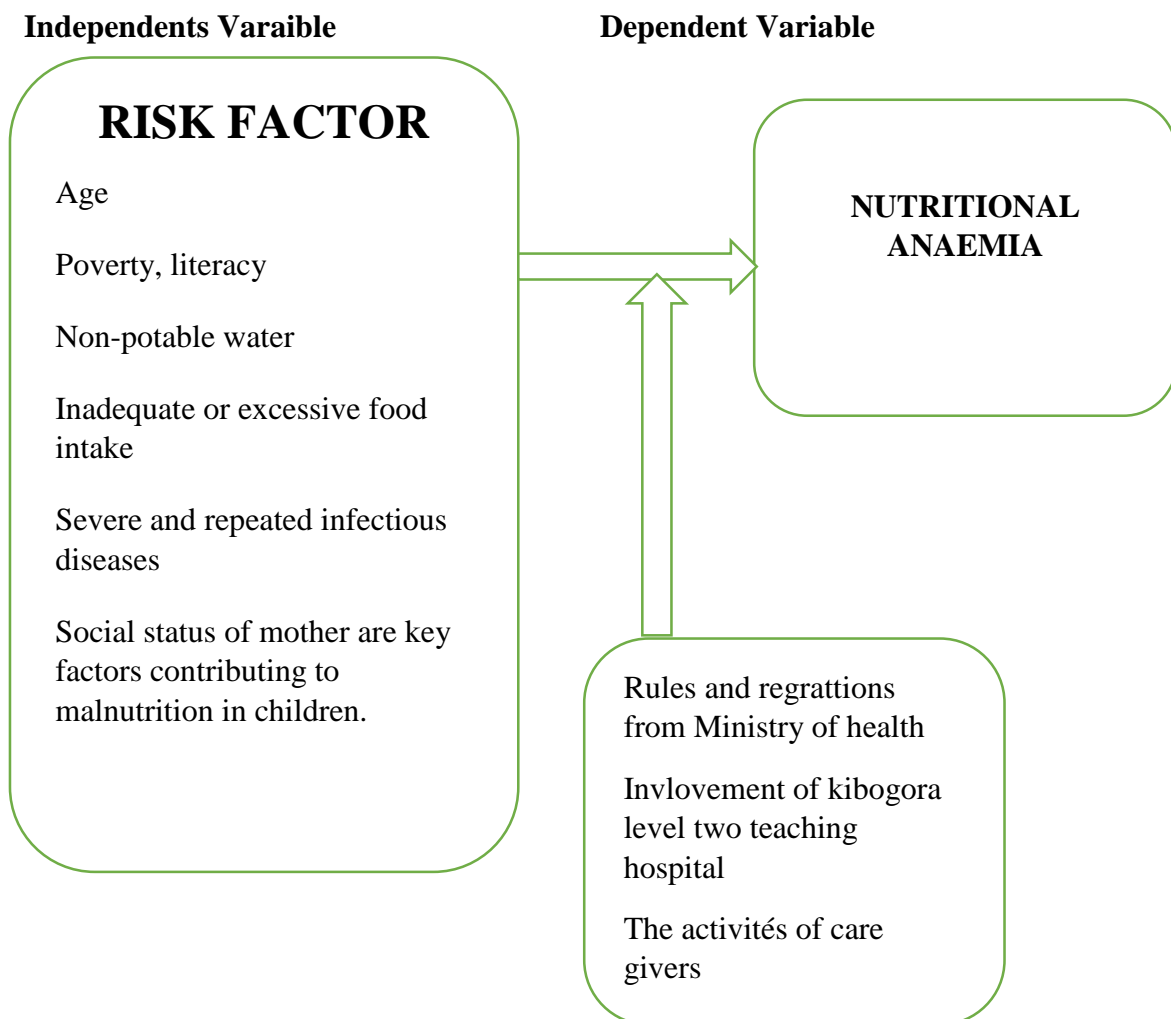 Independents Varaible
Dependent Variable
RISK FACTOR
Age
Poverty, literacy
Non-potable water
Inadequate or excessive food
intake
Severe and repeated infectious
diseases
Social status of mother are key
factors contributing to
malnutrition in children.
NUTRITIONAL
ANAEMIA
Rules and regrattions
from Ministry of health
Invlovement of kibogora
level two teaching
hospital
The activités of care
givers